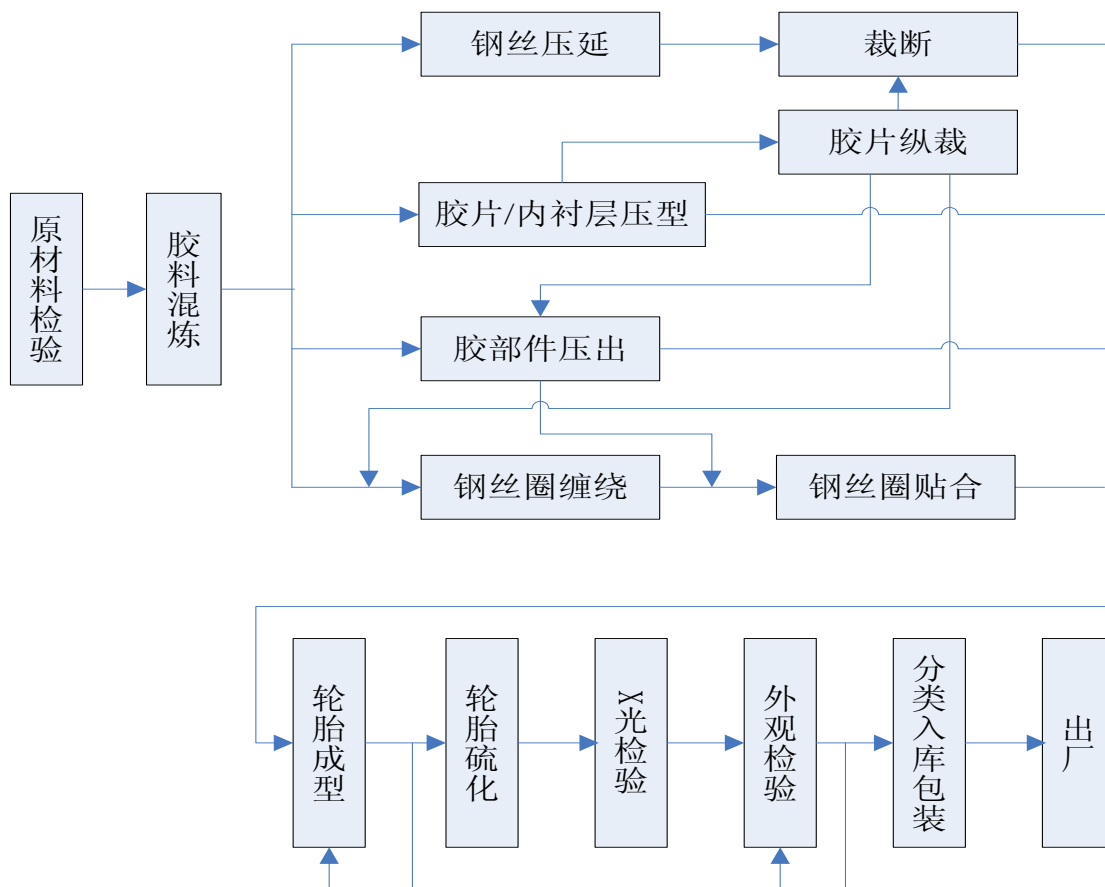 钢丝压延
裁断
胶片纵裁
原材料检验
胶料混炼
胶片/内衬层压型
胶部件压出
钢丝圈缠绕
钢丝圈贴合
轮胎成型
轮胎硫化
X光检验
外观检验
分类入库包装
出厂